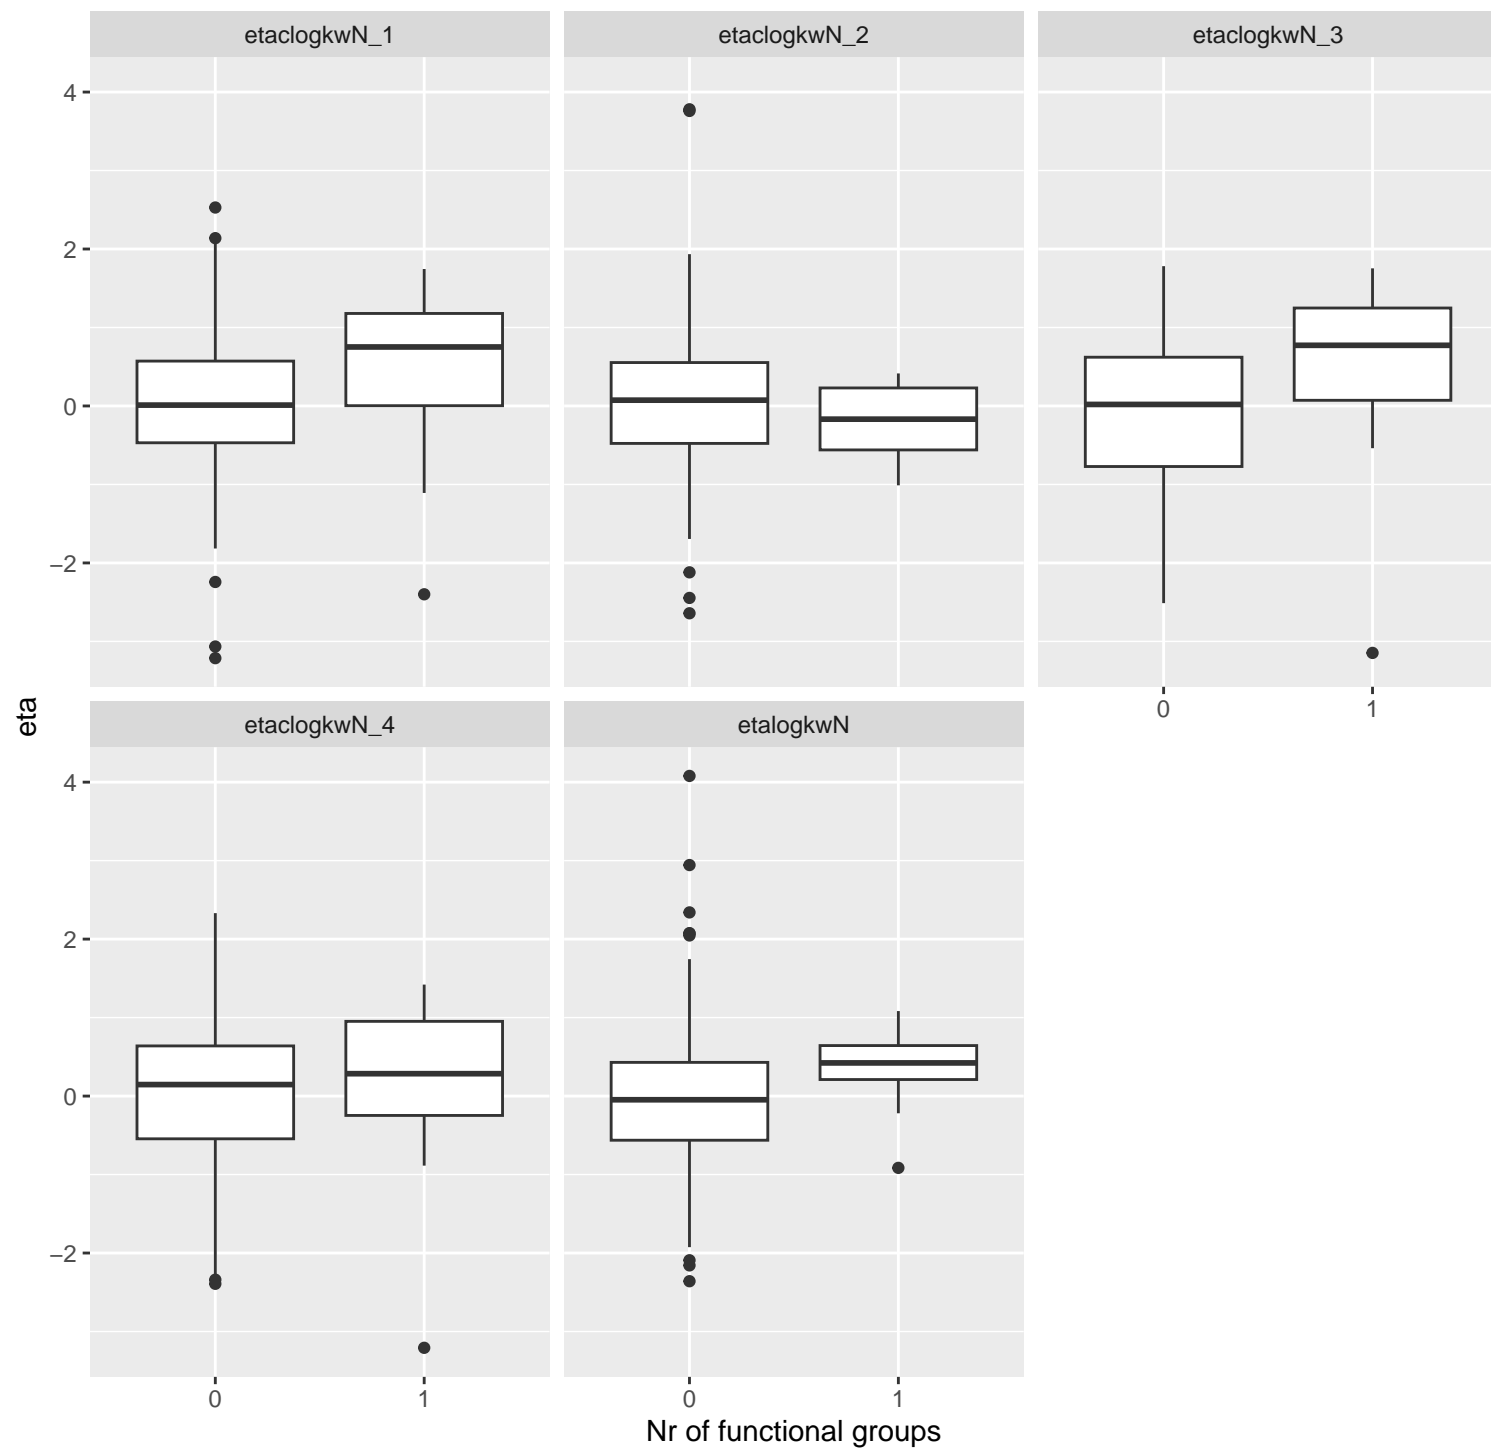 etaclogkwN_1 etaclogkwN_2 etaclogkwN_3
4
2
0
−2
0 1
eta
etaclogkwN_4 etalogkwN
4
2
0
−2
0 1 0 1
Nr of functional groups